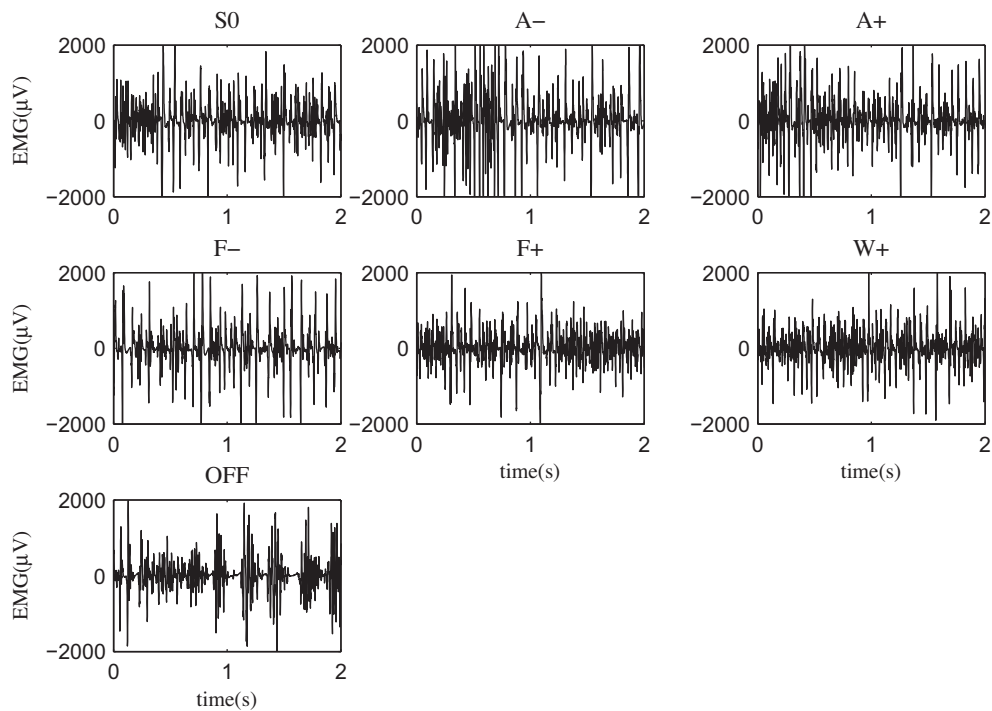 S0 A− A+
2000 2000 2000
EMG(μV)
0 0 0
−2000 −2000 −2000
0 1 2 0 1 2 0 1 2
F− F+ W+
2000 2000 2000
EMG(μV)
0 0 0
−2000 −2000 −2000
0 1 2 0 1 2 0 1 2
time(s) time(s)
OFF
2000
EMG(μV)
0
−2000
0 1 2
time(s)